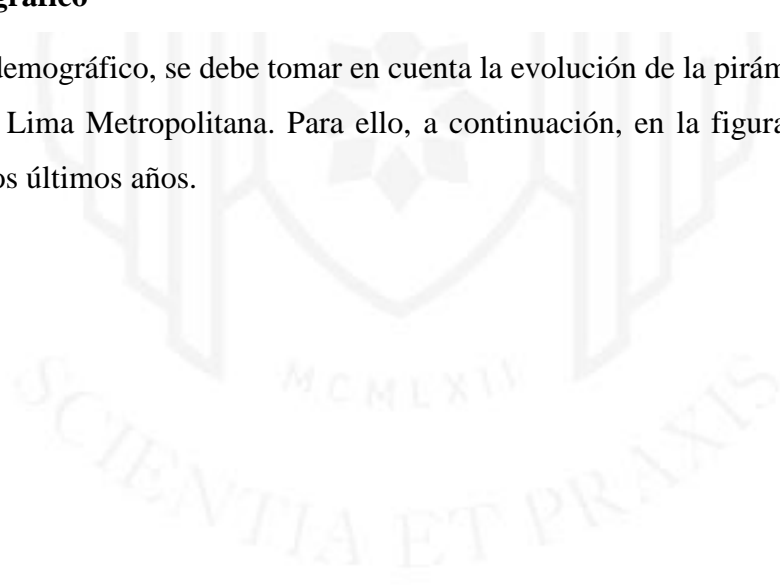 gráfico
demográfico, se debe tomar en cuenta la evolución de la pirám
Lima Metropolitana. Para ello, a continuación, en la figura
os últimos años.
MCMLXII
SCIENTIA ET PRAXIS